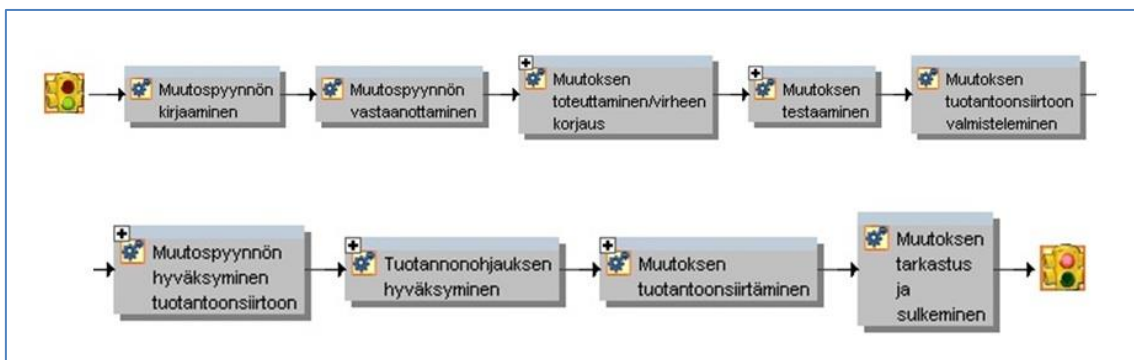 Muutospyynnön
kirjaaminen
Muutospyynnön
vastaanottaminen
Muutoksen
toteuttaminen/virheen
korjaus
Muutoksen
testaaminen
Muutoksen
tuotantoonsiirtoon
valmisteleminen
Muutospyynnön
hyväksyminen
tuotantoonsiirtoon
Tuotannonohjauksen
hyväksyminen
Muutoksen
tuotantoonsiirtäminen
Muutoksen
tarkastus
ja
sulkeminen